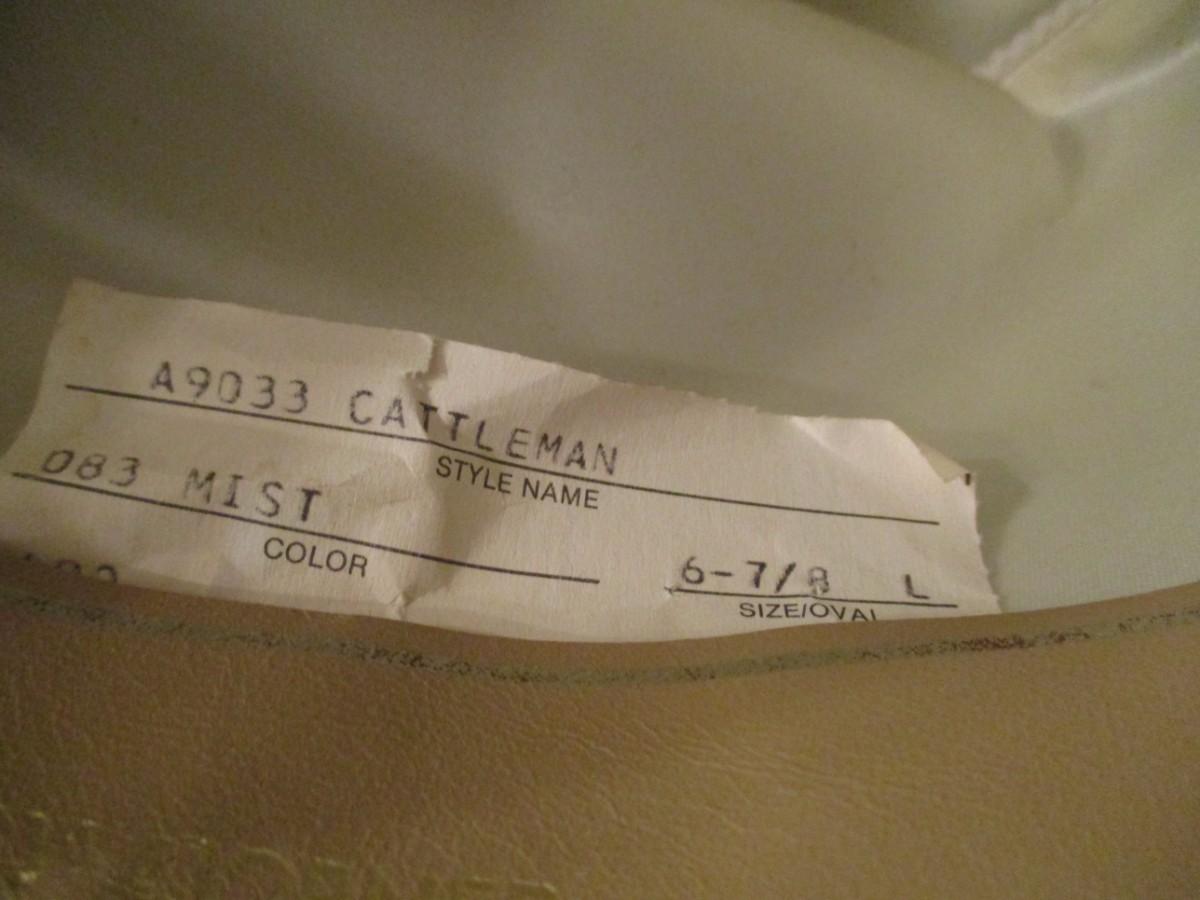 A9033 CATTLEMAN
STYLE NAME
083 MIST
COLOR
6-7/8 L
SIZE/OVAL